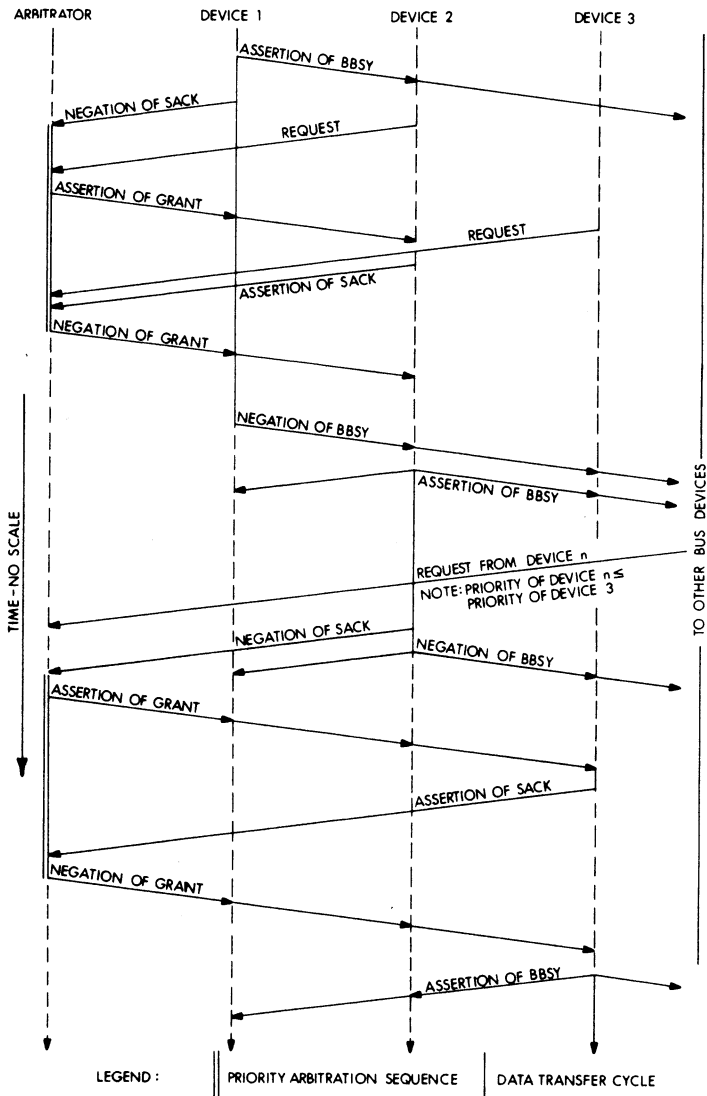 ARBITRATOR DEVICE 1 DEVICE 2 DEVICE 3
ASSERTION OF BBSY
NEGATION OF SACK
REQUEST
ASSERTION OF GRANT
REQUEST
ASSERTION OF SACK
NEGATION OF GRANT
NEGATION OF BBSY
ASSERTION OF BBSY
TIME-NO SCALE
TO OTHER BUS DEVICES
REQUEST FROM DEVICE n
NOTE: PRIORITY OF DEVICE n ≤
PRIORITY OF DEVICE 3
NEGATION OF SACK
NEGATION OF BBSY
ASSERTION OF GRANT
ASSERTION OF SACK
NEGATION OF GRANT
ASSERTION OF BBSY
LEGEND: PRIORITY ARBITRATION SEQUENCE DATA TRANSFER CYCLE